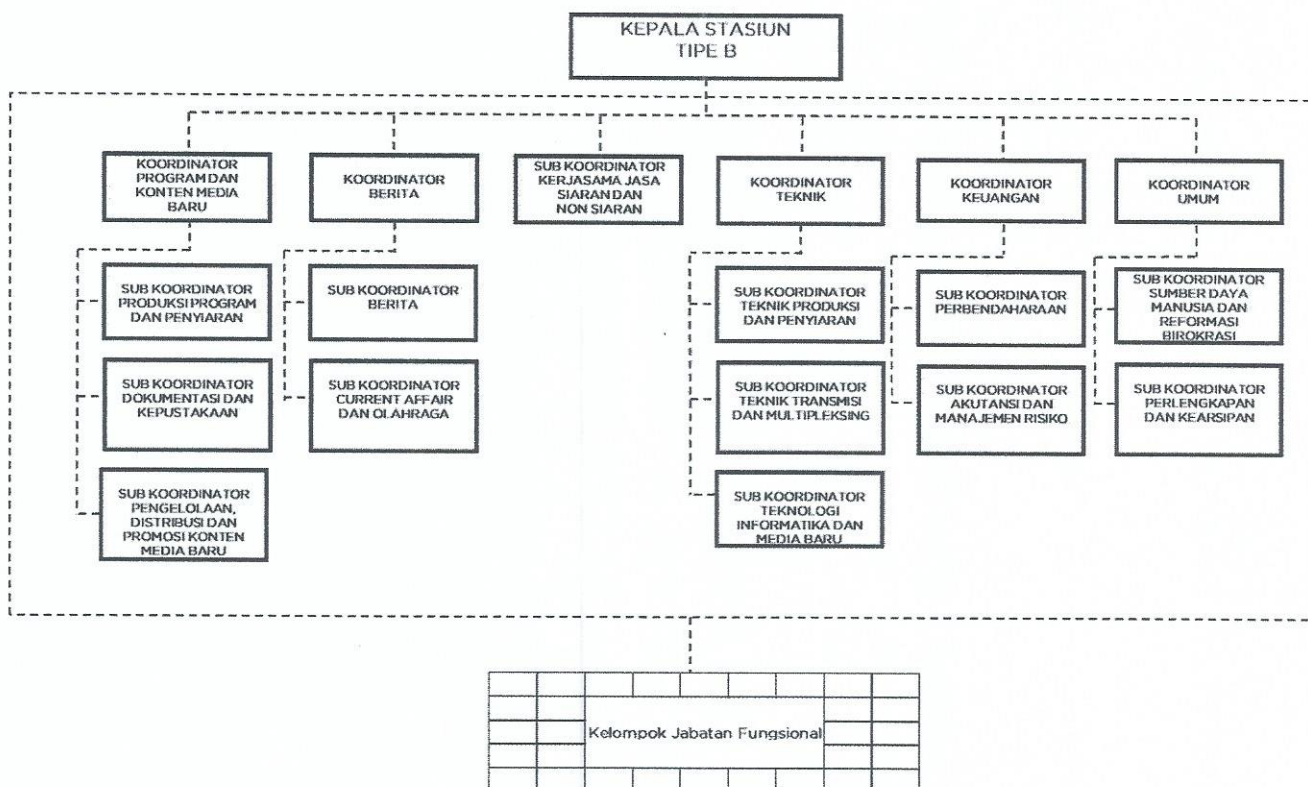 KEPALA STASIUN
TIPE B
KOORDINATOR
PROGRAM DAN
KONTEN MEDIA
BARU
KOORDINATOR
BERITA
SUB KOORDINATOR
KERJASAMA JASA
SIARAN DAN
NON SIARAN
KOORDINATOR
TEKNIK
KOORDINATOR
KEUANGAN
KOORDINATOR
UMUM
SUB KOORDINATOR
PRODUKSI PROGRAM
DAN PENYIARAN
SUB KOORDINATOR
BERITA
SUB KOORDINATOR
TEKNIK PRODUKSI
DAN PENYIARAN
SUB KOORDINATOR
PERBENDAHARAAN
SUB KOORDINATOR
SUMBER DAYA
MANUSIA DAN
REFORMASI
BIROKRASI
SUB KOORDINATOR
DOKUMENTASI DAN
KEPUSTAKAAN
SUB KOORDINATOR
CURRENT AFFAIR
DAN OLAHRAGA
SUB KOORDINATOR
TEKNIK TRANSMISI
DAN MULTIPLEKSING
SUB KOORDINATOR
AKUTANSI DAN
MANAJEMEN RISIKO
SUB KOORDINATOR
PERLENGKAPAN
DAN KEARSIPAN
SUB KOORDINATOR
PENGELOLAAN,
DISTRIBUSI DAN
PROMOSI KONTEN
MEDIA BARU
SUB KOORDINATOR
TEKNOLOGI
INFORMATIKA DAN
MEDIA BARU
Kelompok Jabatan Fungsional